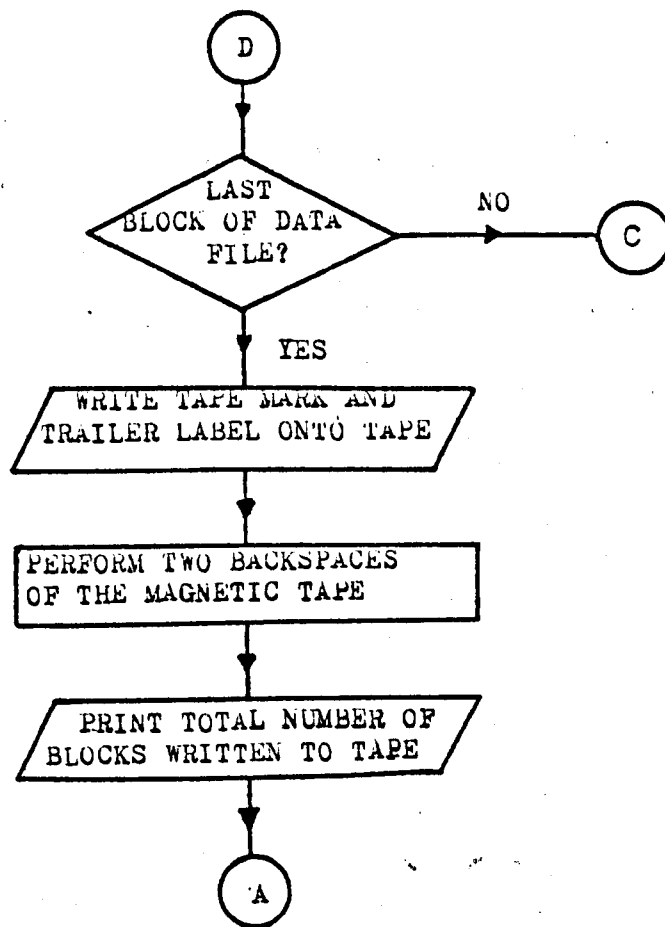 D
LAST
BLOCK OF DATA
FILE?
NO
C
YES
WRITE TAPE MARK AND
TRAILER LABEL ONTO TAPE
PERFORM TWO BACKSPACES
OF THE MAGNETIC TAPE
PRINT TOTAL NUMBER OF
BLOCKS WRITTEN TO TAPE
A